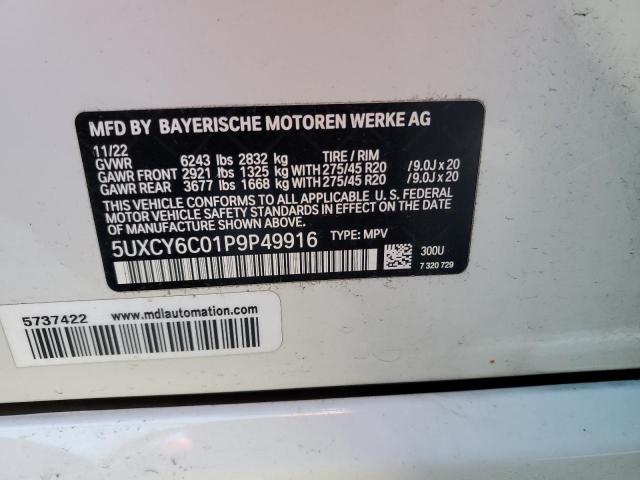 MFD BY BAYERISCHE MOTOREN WERKE AG
11/22
GVWR 6243 lbs 2832 kg TIRE / RIM
GAWR FRONT 2921 lbs 1325 kg WITH 275/45 R20 /9.0J x 20
GAWR REAR 3677 lbs 1668 kg WITH 275/45 R20 /9.0J x 20
THIS VEHICLE CONFORMS TO ALL APPLICABLE U. S. FEDERAL
MOTOR VEHICLE SAFETY STANDARDS IN EFFECT ON THE DATE
OF MANUFACTURE SHOWN ABOVE.
5UXCY6C01P9P49916 TYPE: MPV
300U
7 320 729
5737422 www.mdlautomation.com